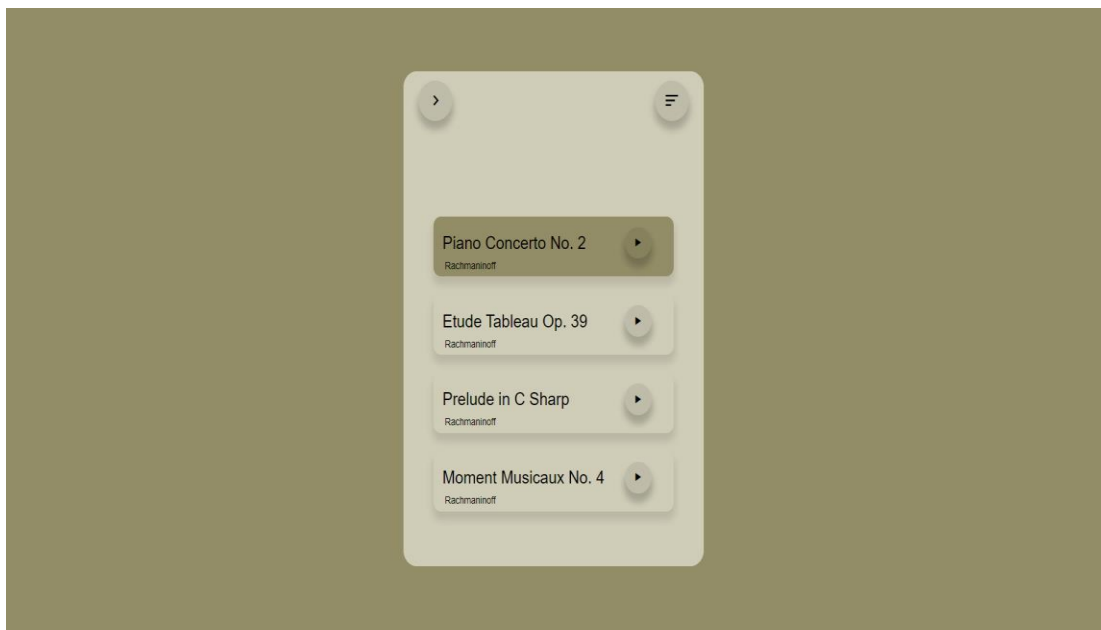 Piano Concerto No. 2
Rachmaninoff
Etude Tableau Op. 39
Rachmaninoff
Prelude in C Sharp
Rachmaninoff
Moment Musicaux No. 4
Rachmaninoff